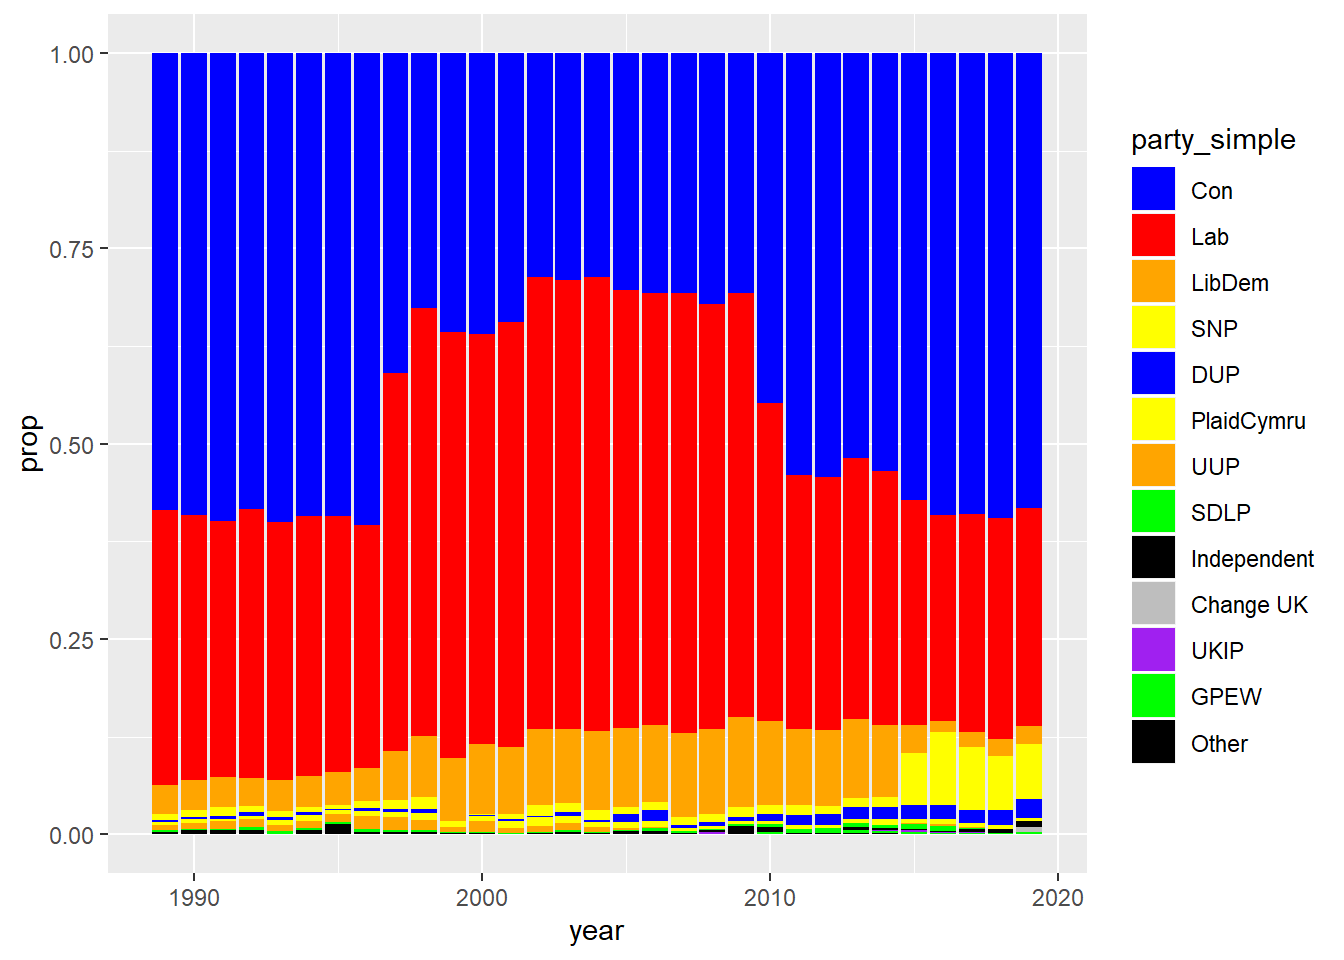 1.00
0.75
0.50
0.25
0.00
prop
1990
2000
2010
2020
year
party_simple
Con
Lab
LibDem
SNP
DUP
PlaidCymru
UUP
SDLP
Independent
Change UK
UKIP
GPEW
Other